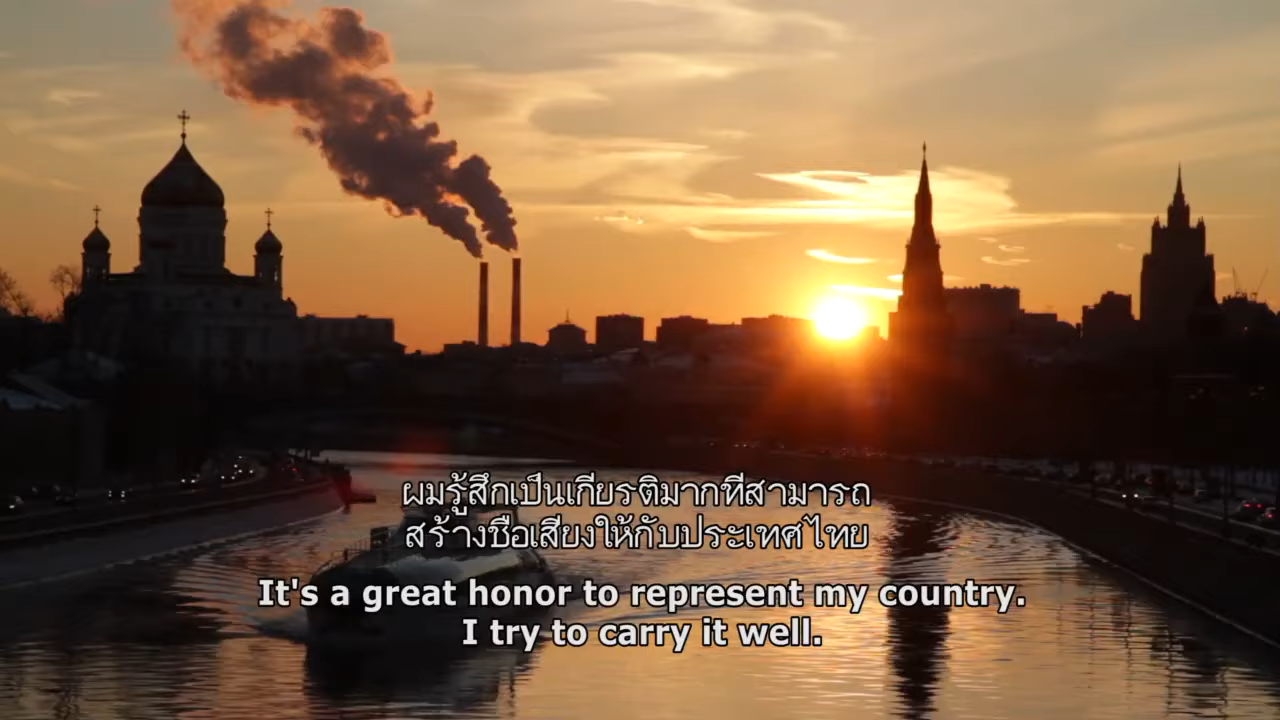 ผมรู้สึกเป็นเกียรติมากที่สามารถ
สร้างชื่อเสียงให้กับประเทศไทย
It's a great honor to represent my country.
I try to carry it well.